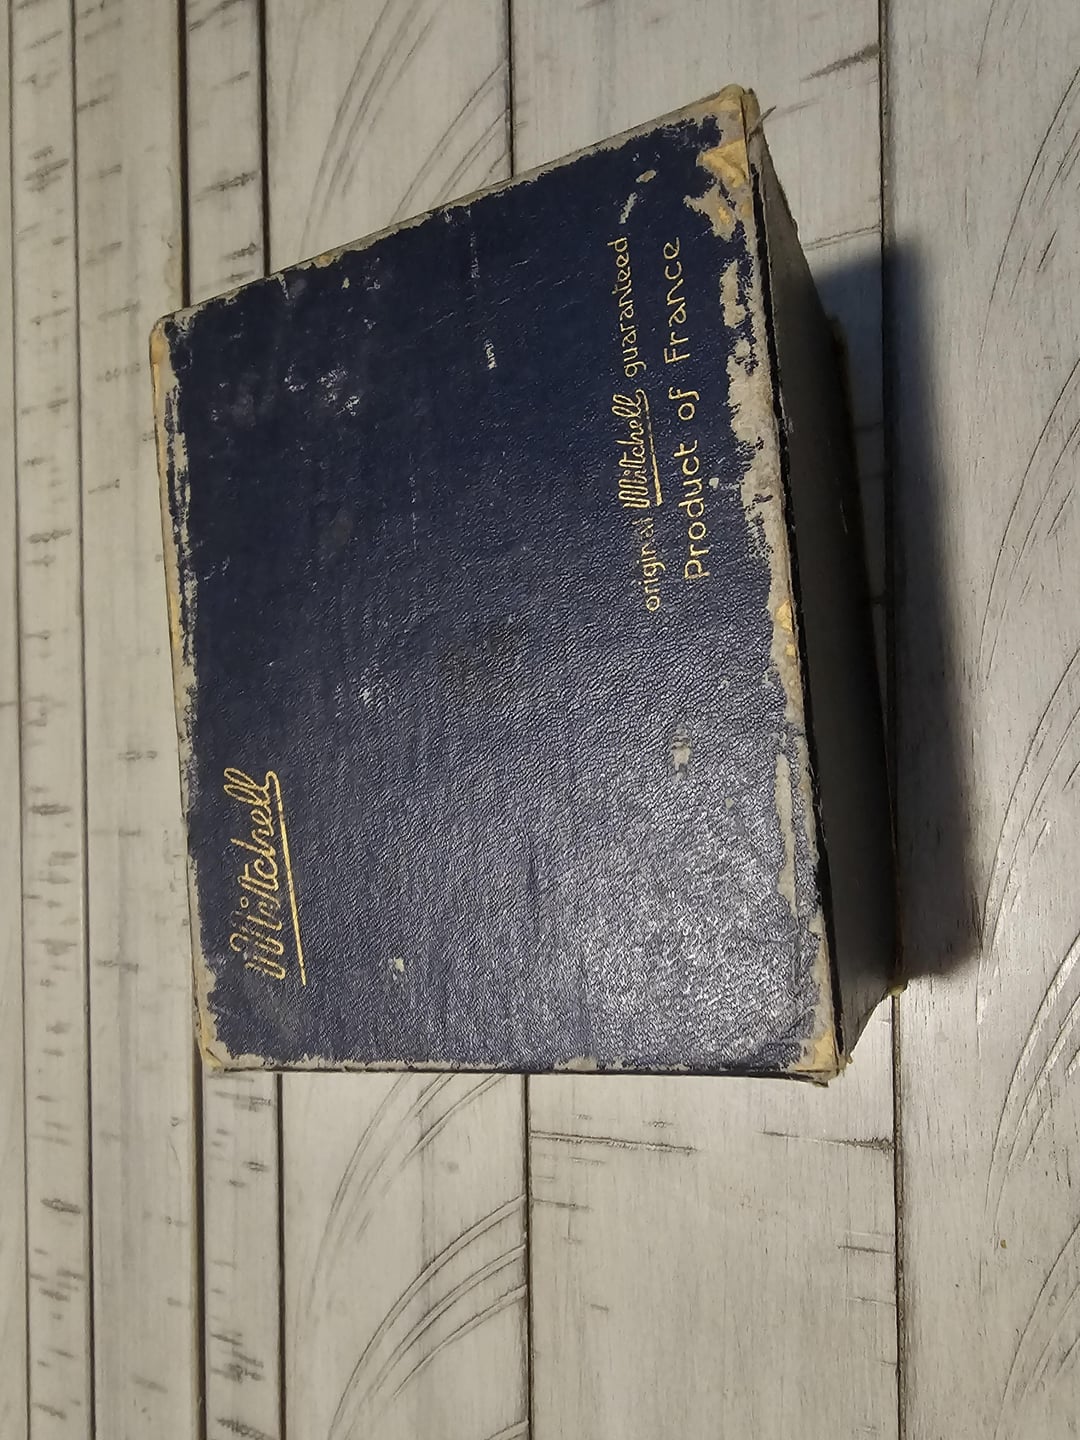 Mitchell
original Mitchell guaranteed
Product of France